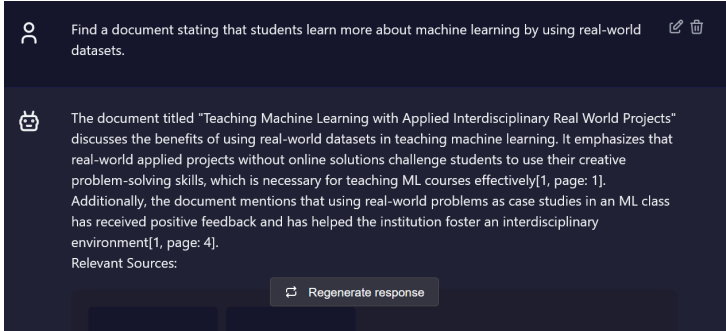 Find a document stating that students learn more about machine learning by using real-world
datasets.
The document titled "Teaching Machine Learning with Applied Interdisciplinary Real World Projects"
discusses the benefits of using real-world datasets in teaching machine learning. It emphasizes that
real-world applied projects without online solutions challenge students to use their creative
problem-solving skills, which is necessary for teaching ML courses effectively[1, page: 1].
Additionally, the document mentions that using real-world problems as case studies in an ML class
has received positive feedback and has helped the institution foster an interdisciplinary
environment[1, page: 4].
Relevant Sources:
Regenerate response